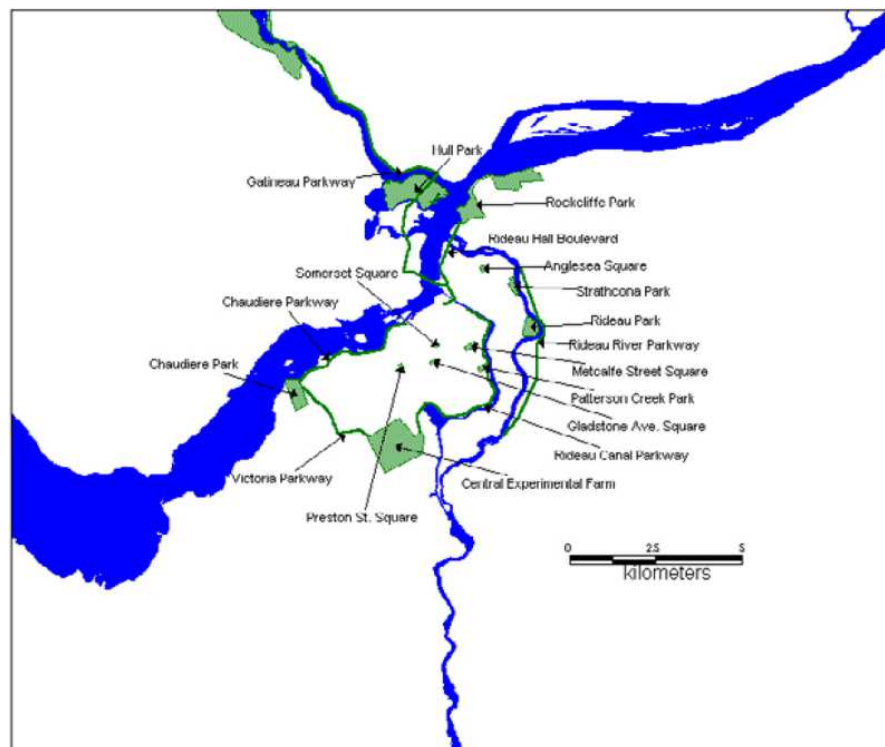 Hull Park
Gatineau Parkway
Rockcliffe Park
Rideau Hall Boulevard
Anglesea Square
Somerset Square
Strathcona Park
Chaudiere Parkway
Rideau Park
Rideau River Parkway
Chaudiere Park
Metcalfe Street Square
Patterson Creek Park
Gladstone Ave. Square
Rideau Canal Parkway
Victoria Parkway
Central Experimental Farm
Preston St. Square
0 2.5 5
kilometers